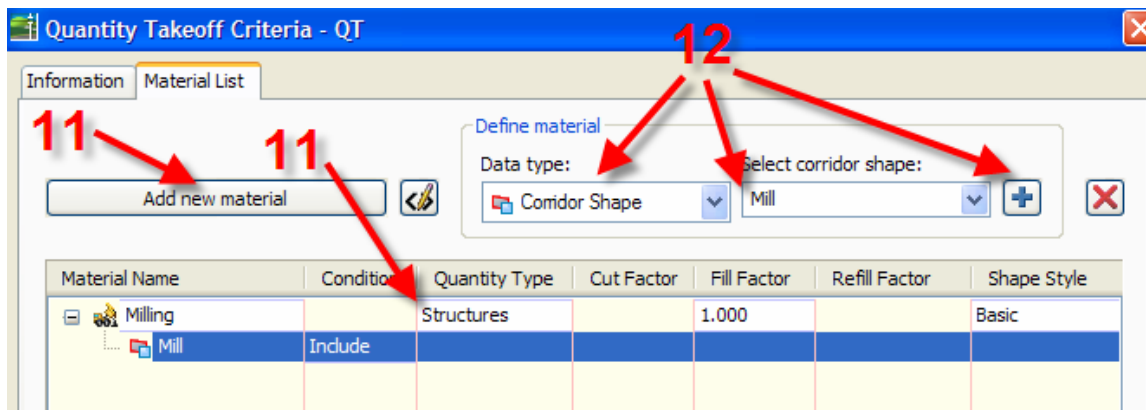 Quantity Takeoff Criteria - QT
12
Information Material List
11
11
Define material
Data type: Select corridor shape:
Add new material Corridor Shape Mill
Material Name Condition Quantity Type Cut Factor Fill Factor Refill Factor Shape Style
Milling Structures 1.000 Basic
Mill Include